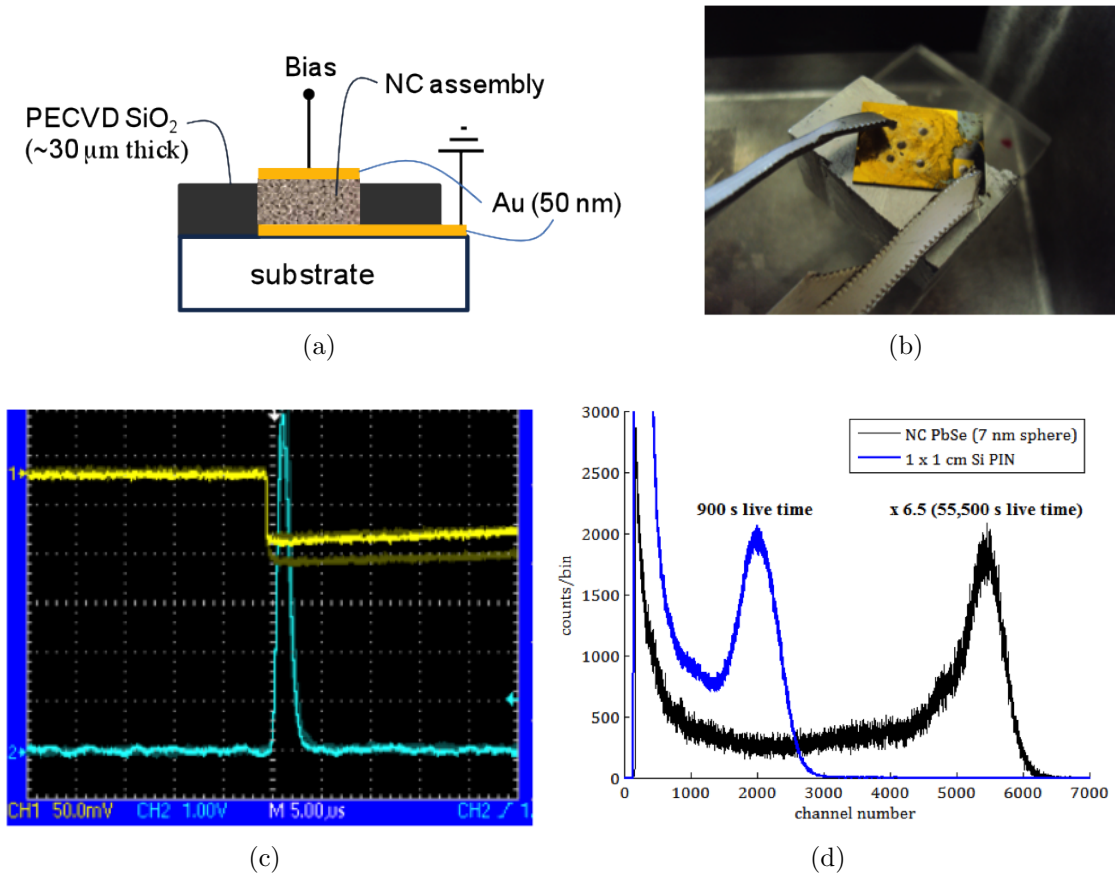 Bias
NC assembly
PECVD SiO₂
(~30 µm thick)
Au (50 nm)
substrate
(a)
(b)
1
2
CH1 50.0mV CH2 1.00V M 5.00µs CH2 / 1.
(c)
3000
2500
2000
1500
1000
500
0
counts/bin
NC PbSe (7 nm sphere)
1 x 1 cm Si PIN
900 s live time
x 6.5 (55,500 s live time)
0 1000 2000 3000 4000 5000 6000 7000
channel number
(d)